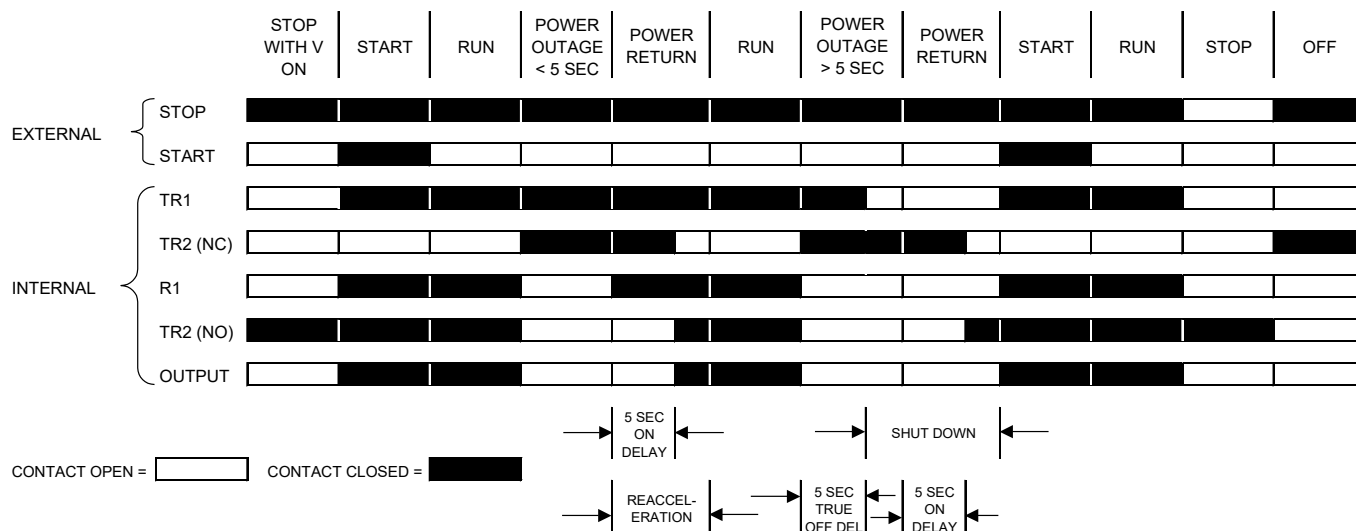 STOP
WITH V
ON
START
RUN
POWER
OUTAGE
< 5 SEC
POWER
RETURN
RUN
POWER
OUTAGE
> 5 SEC
POWER
RETURN
START
RUN
STOP
OFF
EXTERNAL
STOP
START
INTERNAL
TR1
TR2 (NC)
R1
TR2 (NO)
OUTPUT
5 SEC
ON
DELAY
SHUT DOWN
CONTACT OPEN =
CONTACT CLOSED =
REACCEL-
ERATION
5 SEC
TRUE
OFF DEL
5 SEC
ON
DELAY